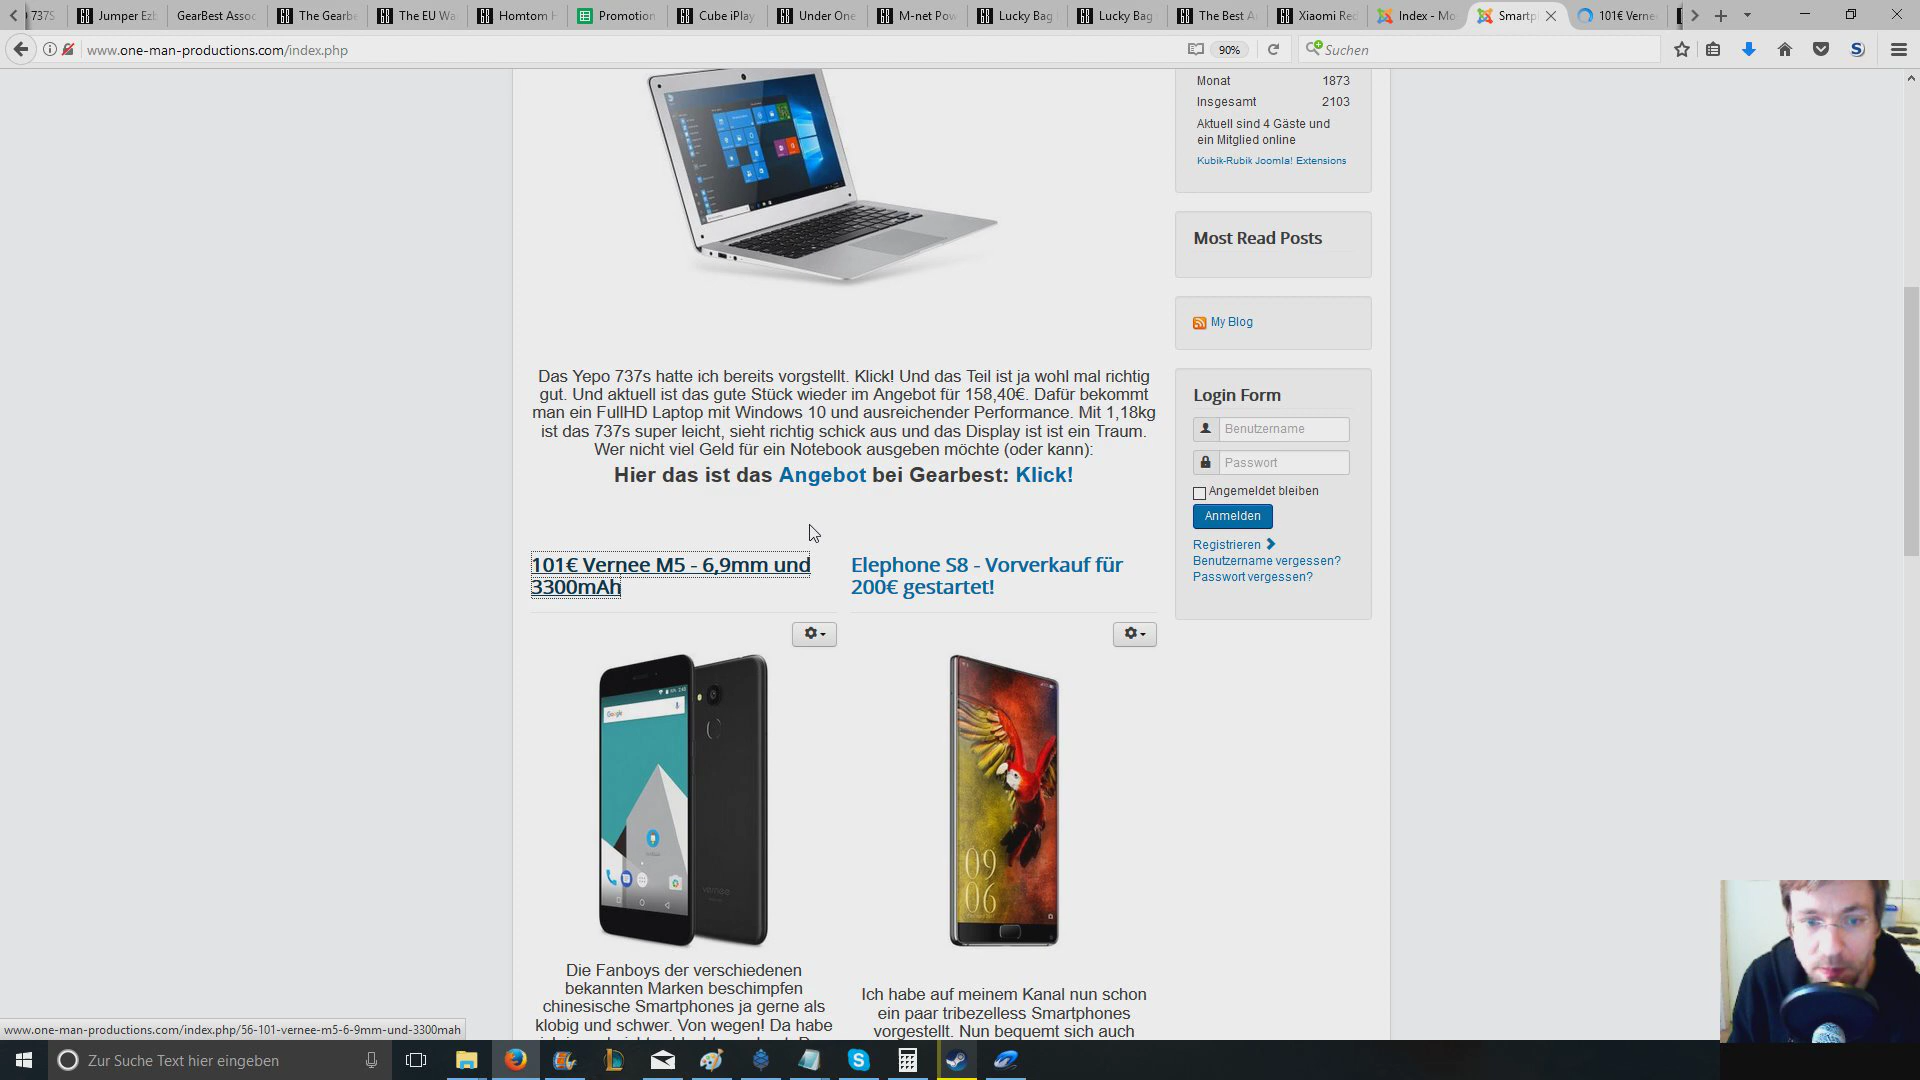 737S
Jumper Ezb
GearBest Assoc
The Gearbe
The EU Wa
Homtom H
Promotion
Cube iPlay
Under One
M-net Pow
Lucky Bag
Lucky Bag
The Best A
Xiaomi Red
Index - Mo
Smartp
101€ Verne
www.one-man-productions.com/index.php
90%
Suchen
Monat 1873
Insgesamt 2103
Aktuell sind 4 Gäste und
ein Mitglied online
Kubik-Rubik Joomla! Extensions
Most Read Posts
My Blog
Login Form
Benutzername
Passwort
Angemeldet bleiben
Anmelden
Registrieren
Benutzername vergessen?
Passwort vergessen?
Das Yepo 737s hatte ich bereits vorgstellt. Klick! Und das Teil ist ja wohl mal richtig
gut. Und aktuell ist das gute Stück wieder im Angebot für 158,40€. Dafür bekommt
man ein FullHD Laptop mit Windows 10 und ausreichender Performance. Mit 1,18kg
ist das 737s super leicht, sieht richtig schick aus und das Display ist ist ein Traum.
Wer nicht viel Geld für ein Notebook ausgeben möchte (oder kann):
Hier das ist das Angebot bei Gearbest: Klick!
101€ Vernee M5 - 6,9mm und
3300mAh
Elephone S8 - Vorverkauf für
200€ gestartet!
Google
vernee
09
06
Die Fanboys der verschiedenen
bekannten Marken beschimpfen
chinesische Smartphones ja gerne als
klobig und schwer. Von wegen! Da habe
Ich habe auf meinem Kanal nun schon
ein paar tribezelless Smartphones
vorgestellt. Nun bequemt sich auch
www.one-man-productions.com/index.php/56-101-vernee-m5-6-9mm-und-3300mah
Zur Suche Text hier eingeben